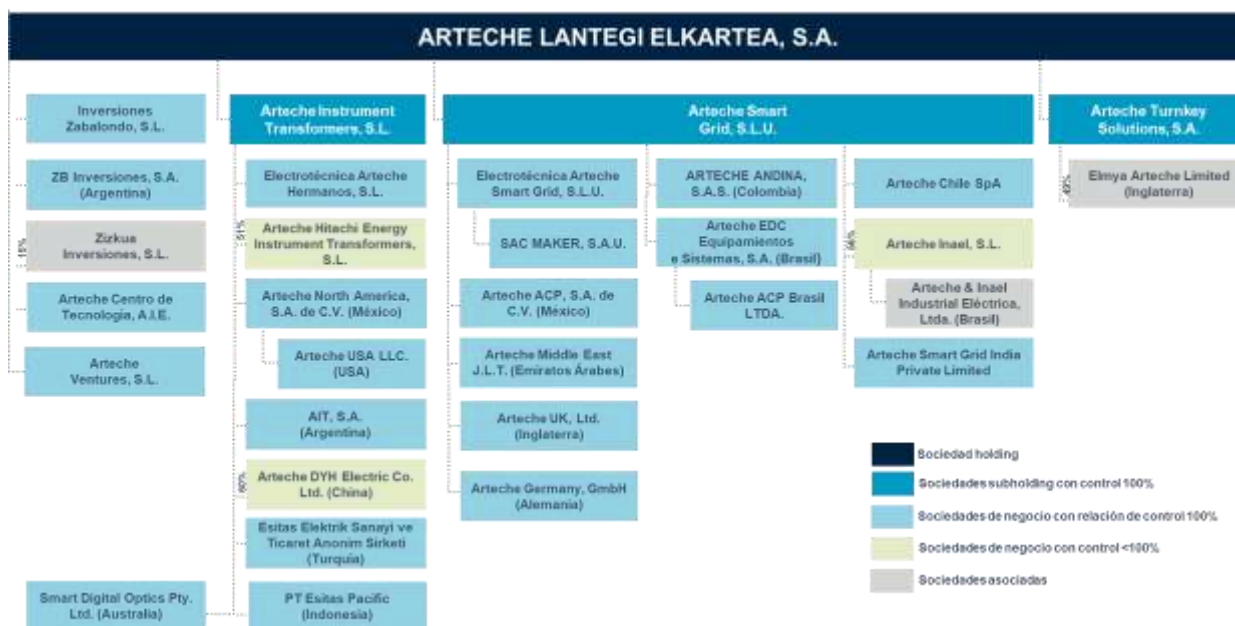 ARTECHE LANTEGI ELKARTEA, S.A.
Inversiones
Zabalondo, S.L.
ZB Inversiones, S.A.
(Argentina)
15%
Zizkua
Inversiones, S.L.
Arteche Centro de
Tecnología, A.I.E.
Arteche
Ventures, S.L.
Smart Digital Optics Pty.
Ltd. (Australia)
Arteche Instrument
Transformers, S.L.
Electrotécnica Arteche
Hermanos, S.L.
51%
Arteche Hitachi Energy
Instrument Transformers,
S.L.
Arteche North America,
S.A. de C.V. (México)
Arteche USA LLC.
(USA)
AIT, S.A.
(Argentina)
60%
Arteche DYH Electric Co.
Ltd. (China)
Esitas Elektrik Sanayi ve
Ticaret Anonim Sirketi
(Turquía)
PT Esitas Pacific
(Indonesia)
Arteche Smart
Grid, S.L.U.
Electrotécnica Arteche
Smart Grid, S.L.U.
SAC MAKER, S.A.U.
Arteche ACP, S.A. de
C.V. (México)
Arteche Middle East
J.L.T. (Emiratos Árabes)
Arteche UK, Ltd.
(Inglaterra)
Arteche Germany, GmbH
(Alemania)
ARTECHE ANDINA,
S.A.S. (Colombia)
Arteche EDC
Equipamientos
e Sistemas, S.A. (Brasil)
Arteche ACP Brasil
LTDA.
Arteche Chile SpA
Arteche Inael, S.L.
Arteche & Inael
Industrial Eléctrica,
Ltda. (Brasil)
Arteche Smart Grid India
Private Limited
Arteche Turnkey
Solutions, S.A.
49%
Elmya Arteche Limited
(Inglaterra)
Sociedad holding
Sociedades subholding con control 100%
Sociedades de negocio con relación de control 100%
Sociedades de negocio con control <100%
Sociedades asociadas